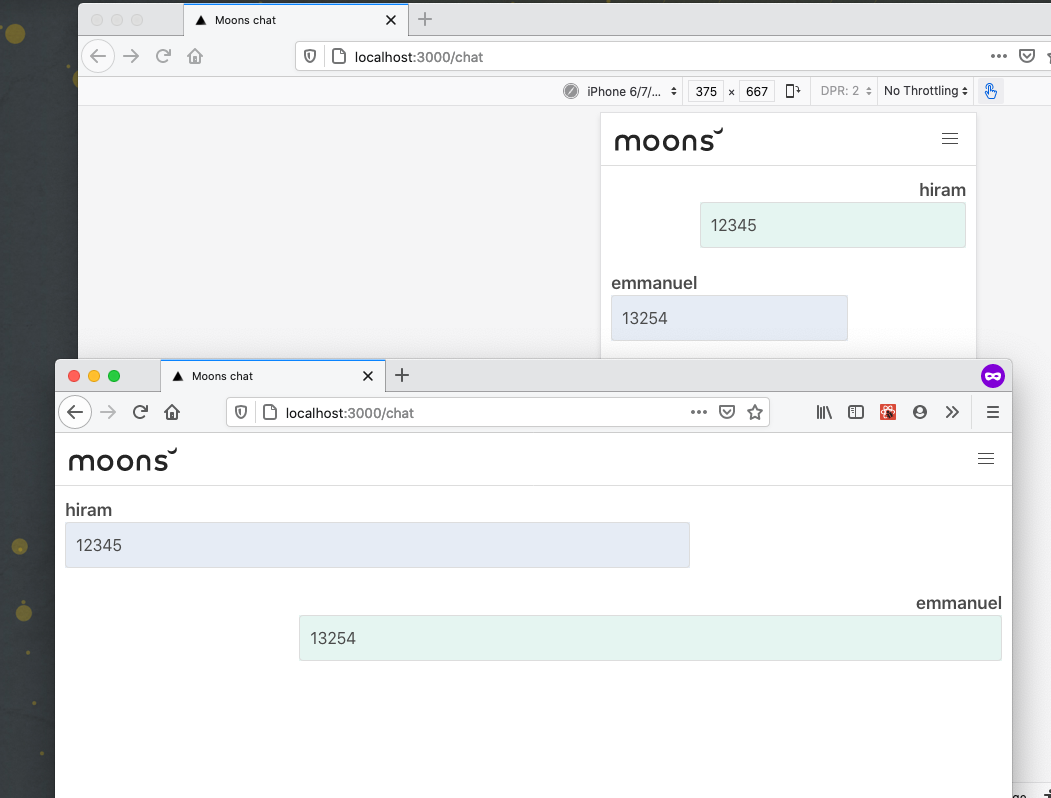 Moons chat
localhost:3000/chat
iPhone 6/7/... 375 × 667 DPR: 2 No Throttling
moons
hiram
12345
emmanuel
13254
Moons chat
localhost:3000/chat
moons
hiram
12345
emmanuel
13254